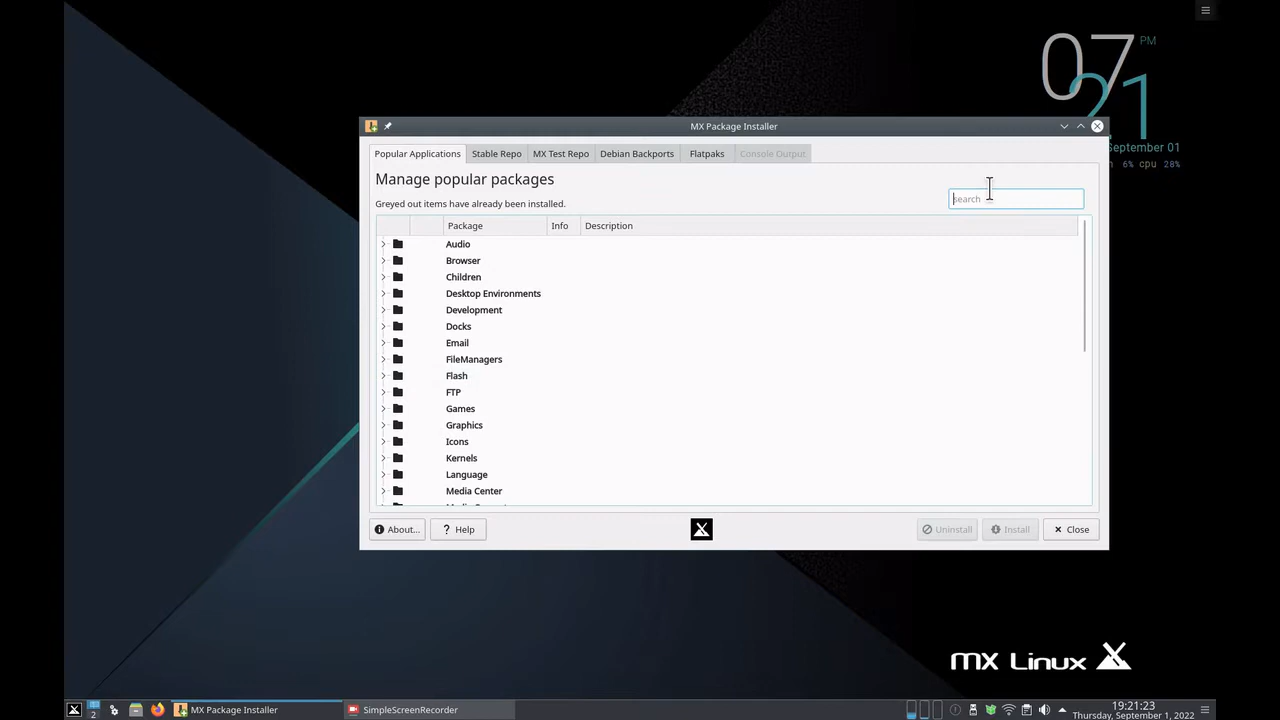 07 PM
21
September 01
6% cpu 28%
MX Package Installer
Popular Applications Stable Repo MX Test Repo Debian Backports Flatpaks Console Output
Manage popular packages
Greyed out items have already been installed.
search
Package Info Description
Audio
Browser
Children
Desktop Environments
Development
Docks
Email
FileManagers
Flash
FTP
Games
Graphics
Icons
Kernels
Language
Media Center
About... Help Uninstall Install Close
MX Linux
2 MX Package Installer SimpleScreenRecorder
19:21:23
Thursday, September 1, 2022